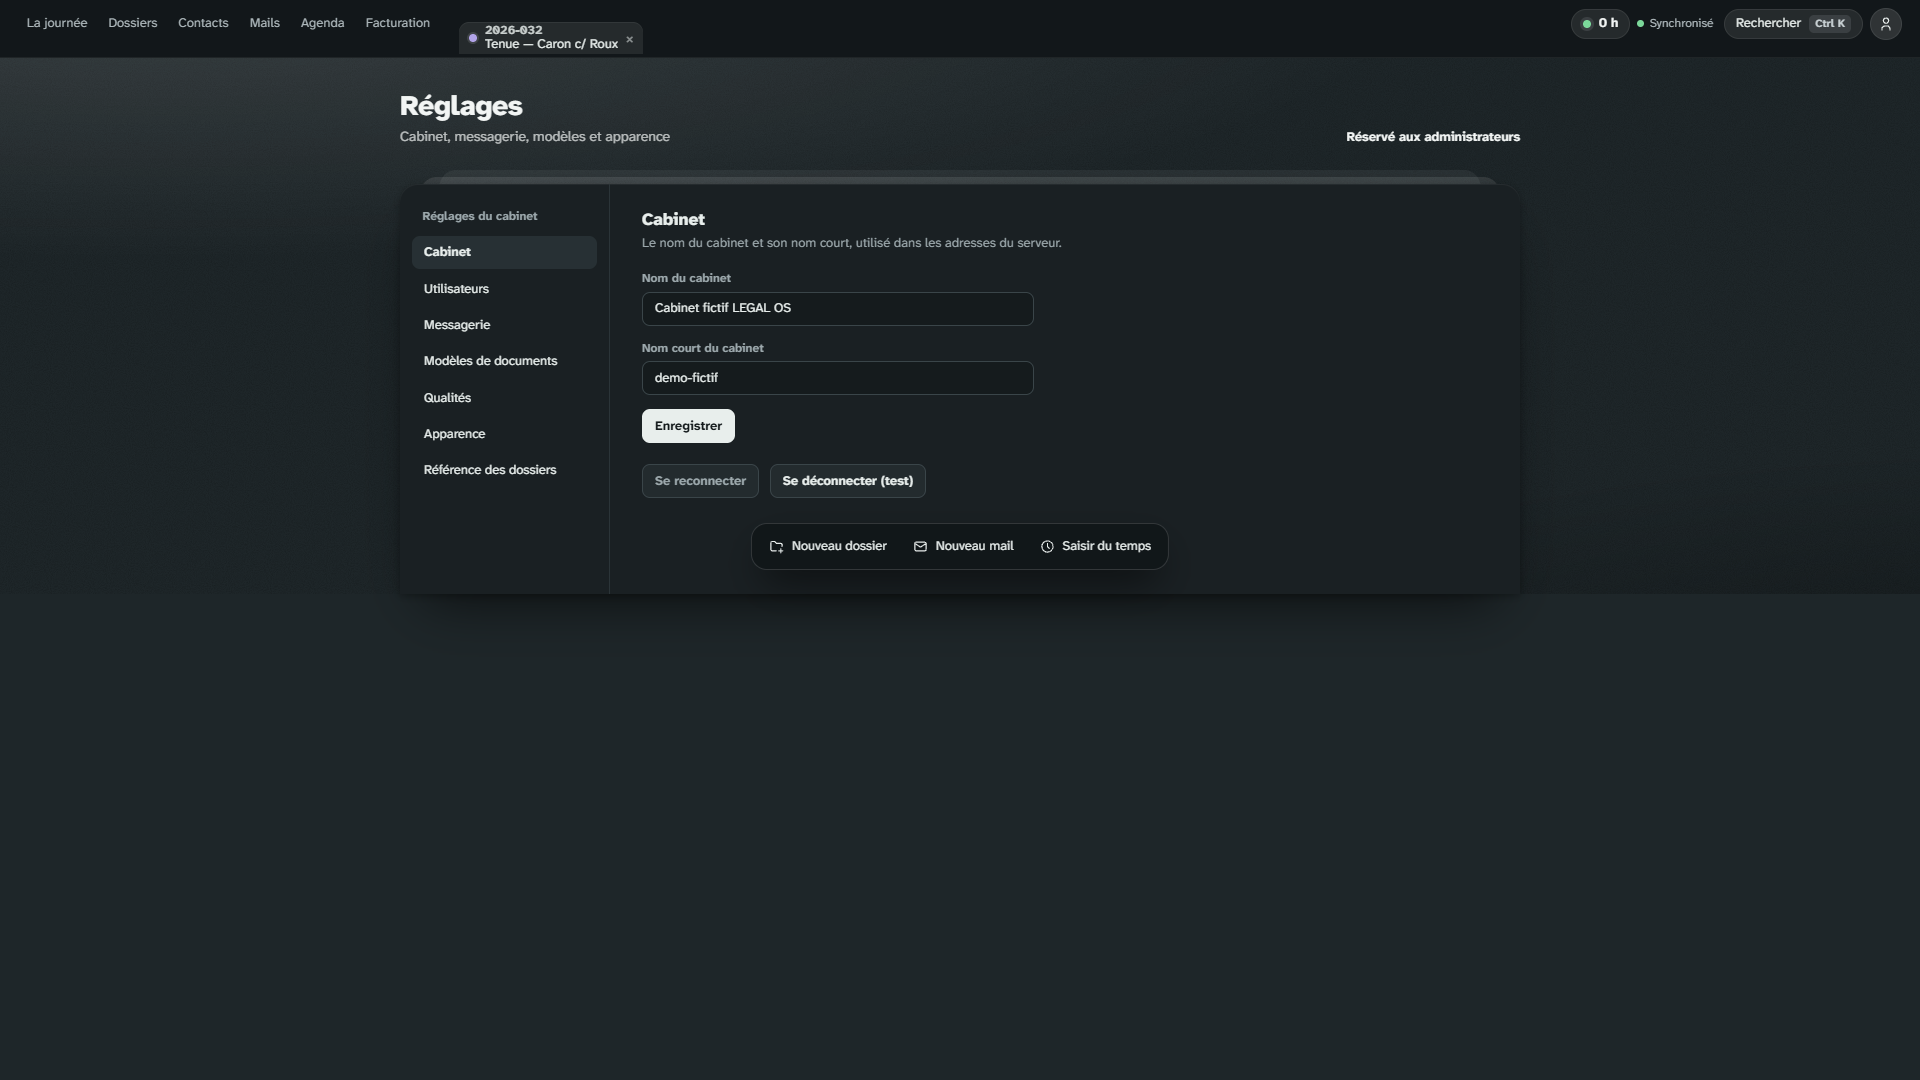 La journée
Dossiers
Contacts
Mails
Agenda
Facturation
2026-032
Tenue — Caron c/ Roux ×
0 h
Synchronisé
Rechercher Ctrl K
Réglages
Cabinet, messagerie, modèles et apparence
Réservé aux administrateurs
Réglages du cabinet
Cabinet
Utilisateurs
Messagerie
Modèles de documents
Qualités
Apparence
Référence des dossiers
Cabinet
Le nom du cabinet et son nom court, utilisé dans les adresses du serveur.
Nom du cabinet
Cabinet fictif LEGAL OS
Nom court du cabinet
demo-fictif
Enregistrer
Se reconnecter
Se déconnecter (test)
Nouveau dossier
Nouveau mail
Saisir du temps